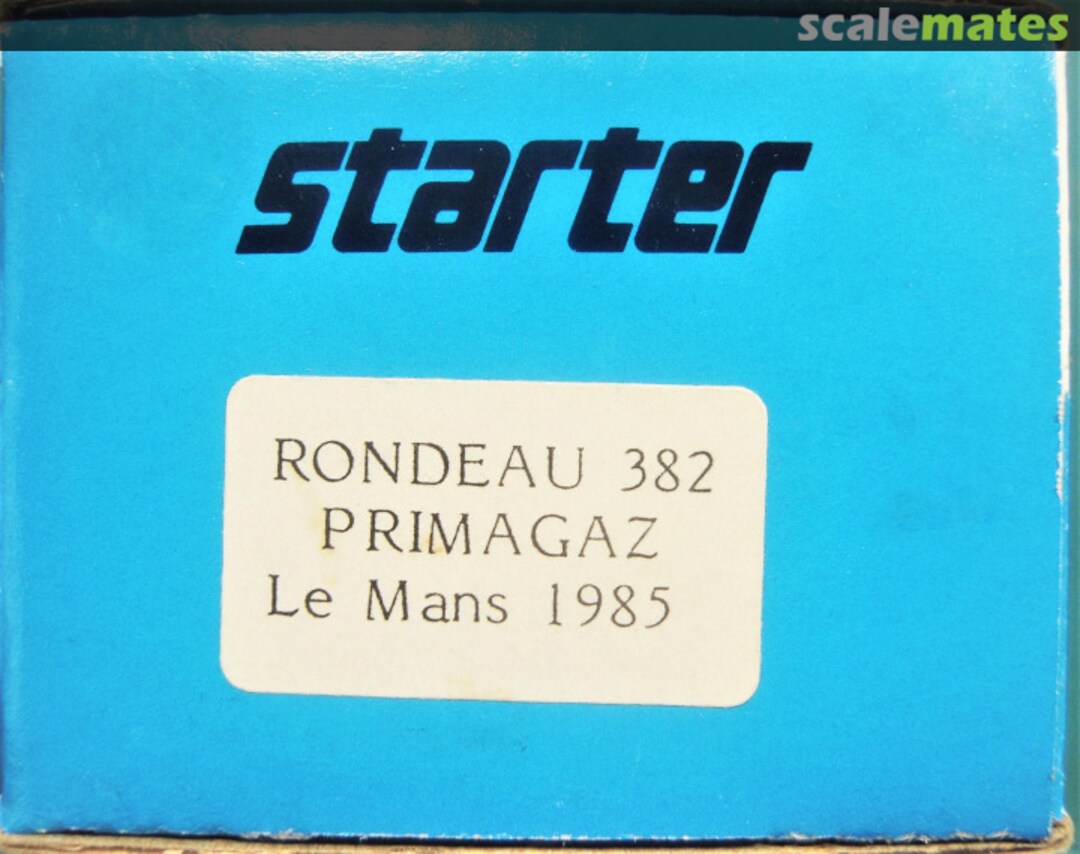 scalemates
starter
RONDEAU 382
PRIMAGAZ
Le Mans 1985